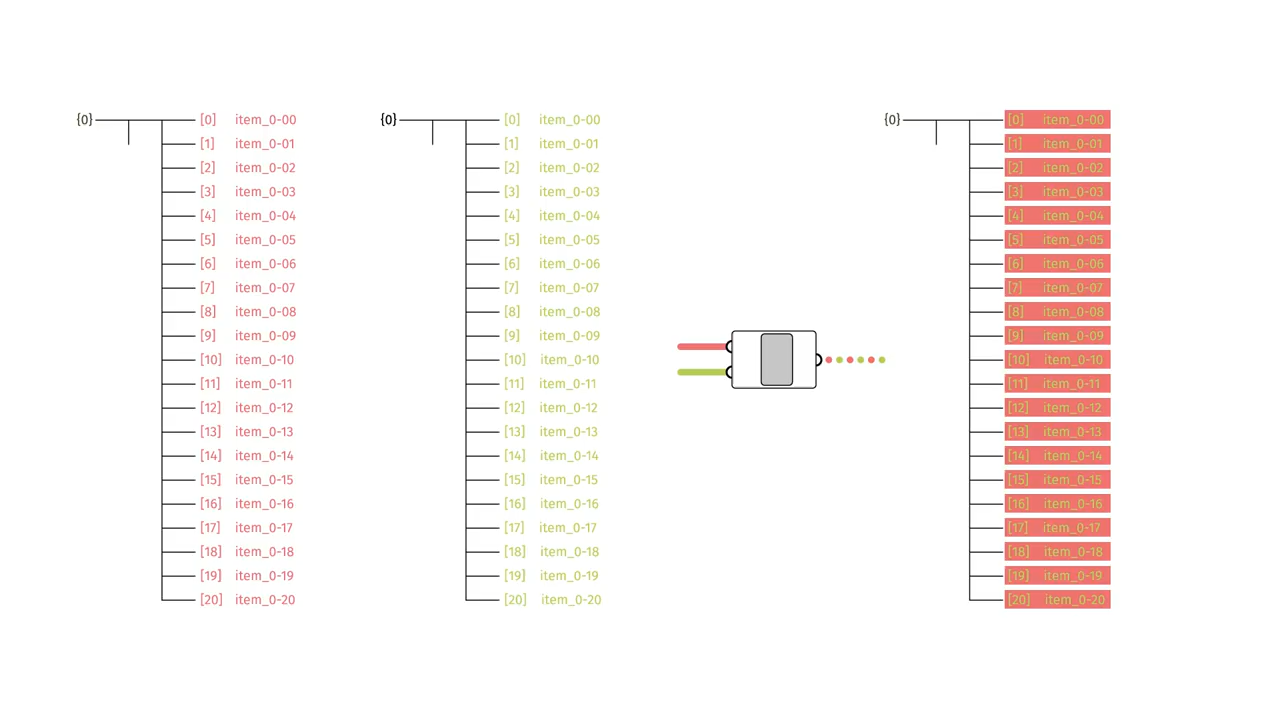 {0} [0] item_0-00
[1] item_0-01
[2] item_0-02
[3] item_0-03
[4] item_0-04
[5] item_0-05
[6] item_0-06
[7] item_0-07
[8] item_0-08
[9] item_0-09
[10] item_0-10
[11] item_0-11
[12] item_0-12
[13] item_0-13
[14] item_0-14
[15] item_0-15
[16] item_0-16
[17] item_0-17
[18] item_0-18
[19] item_0-19
[20] item_0-20
{0} [0] item_0-00
[1] item_0-01
[2] item_0-02
[3] item_0-03
[4] item_0-04
[5] item_0-05
[6] item_0-06
[7] item_0-07
[8] item_0-08
[9] item_0-09
[10] item_0-10
[11] item_0-11
[12] item_0-12
[13] item_0-13
[14] item_0-14
[15] item_0-15
[16] item_0-16
[17] item_0-17
[18] item_0-18
[19] item_0-19
[20] item_0-20
{0} [0] item_0-00
[1] item_0-01
[2] item_0-02
[3] item_0-03
[4] item_0-04
[5] item_0-05
[6] item_0-06
[7] item_0-07
[8] item_0-08
[9] item_0-09
[10] item_0-10
[11] item_0-11
[12] item_0-12
[13] item_0-13
[14] item_0-14
[15] item_0-15
[16] item_0-16
[17] item_0-17
[18] item_0-18
[19] item_0-19
[20] item_0-20